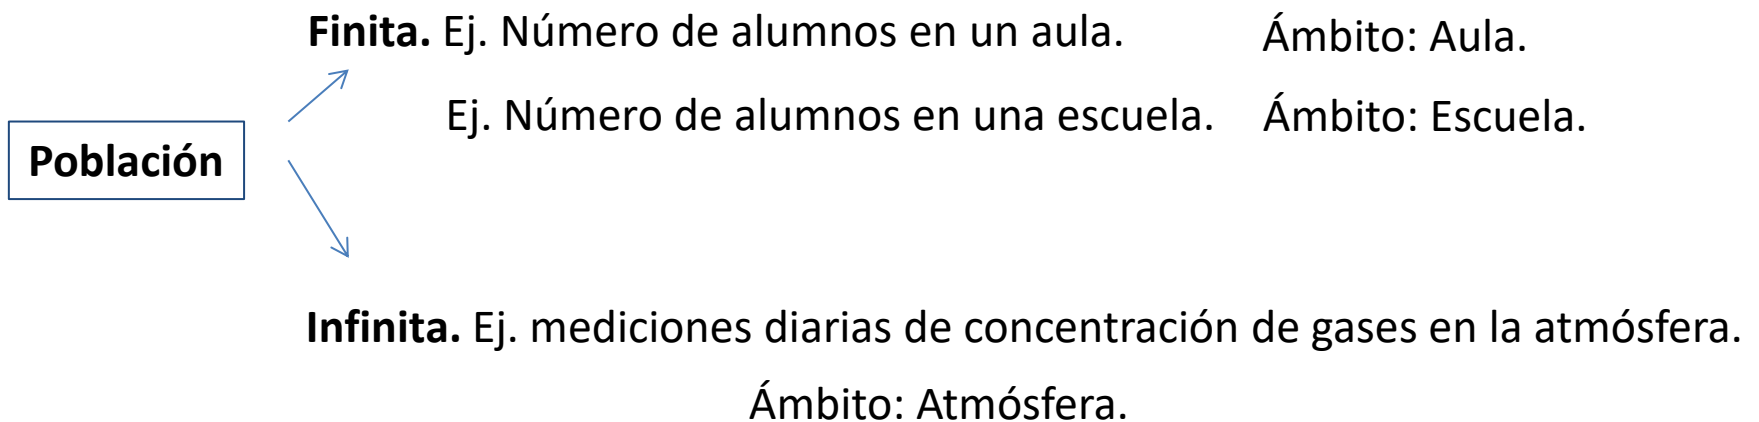 Finita. Ej. Número de alumnos en un aula. Ámbito: Aula.
Ej. Número de alumnos en una escuela. Ámbito: Escuela.
Población
Infinita. Ej. mediciones diarias de concentración de gases en la atmósfera.
Ámbito: Atmósfera.